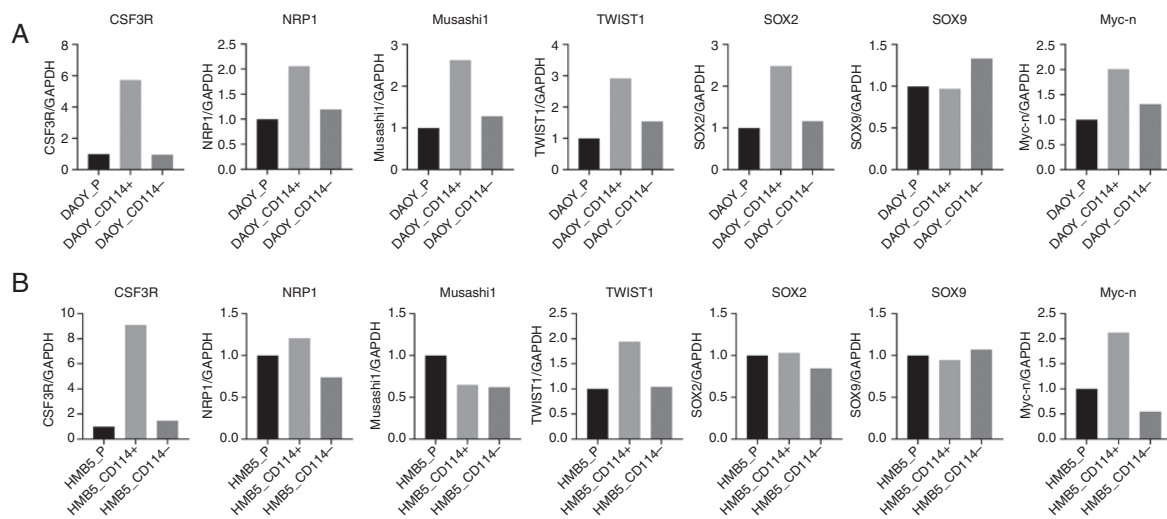 A
CSF3R
NRP1
Musashi1
TWIST1
SOX2
SOX9
Myc-n
CSF3R/GAPDH
8
6
4
2
0
DAOY_P
DAOY_CD114+
DAOY_CD114–
NRP1/GAPDH
2.5
2.0
1.5
1.0
0.5
0.0
DAOY_P
DAOY_CD114+
DAOY_CD114–
Musashi1/GAPDH
3
2
1
0
DAOY_P
DAOY_CD114+
DAOY_CD114–
TWIST1/GAPDH
4
3
2
1
0
DAOY_P
DAOY_CD114+
DAOY_CD114–
SOX2/GAPDH
3
2
1
0
DAOY_P
DAOY_CD114+
DAOY_CD114–
SOX9/GAPDH
1.5
1.0
0.5
0.0
DAOY_P
DAOY_CD114+
DAOY_CD114–
Myc-n/GAPDH
2.5
2.0
1.5
1.0
0.5
0.0
DAOY_P
DAOY_CD114+
DAOY_CD114–
B
CSF3R
NRP1
Musashi1
TWIST1
SOX2
SOX9
Myc-n
CSF3R/GAPDH
10
8
6
4
2
0
HMB5_P
HMB5_CD114+
HMB5_CD114–
NRP1/GAPDH
1.5
1.0
0.5
0.0
HMB5_P
HMB5_CD114+
HMB5_CD114–
Musashi1/GAPDH
1.5
1.0
0.5
0.0
HMB5_P
HMB5_CD114+
HMB5_CD114–
TWIST1/GAPDH
2.5
2.0
1.5
1.0
0.5
0.0
HMB5_P
HMB5_CD114+
HMB5_CD114–
SOX2/GAPDH
1.5
1.0
0.5
0.0
HMB5_P
HMB5_CD114+
HMB5_CD114–
SOX9/GAPDH
1.5
1.0
0.5
0.0
HMB5_P
HMB5_CD114+
HMB5_CD114–
Myc-n/GAPDH
2.5
2.0
1.5
1.0
0.5
0.0
HMB5_P
HMB5_CD114+
HMB5_CD114–